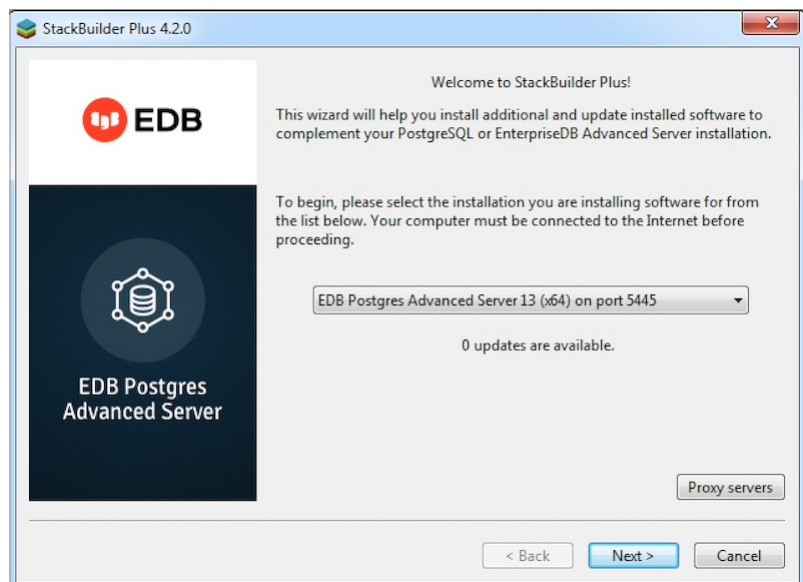 StackBuilder Plus 4.2.0
EDB
EDB Postgres
Advanced Server
Welcome to StackBuilder Plus!
This wizard will help you install additional and update installed software to
complement your PostgreSQL or EnterpriseDB Advanced Server installation.
To begin, please select the installation you are installing software for from
the list below. Your computer must be connected to the Internet before
proceeding.
EDB Postgres Advanced Server 13 (x64) on port 5445
0 updates are available.
Proxy servers
< Back
Next >
Cancel